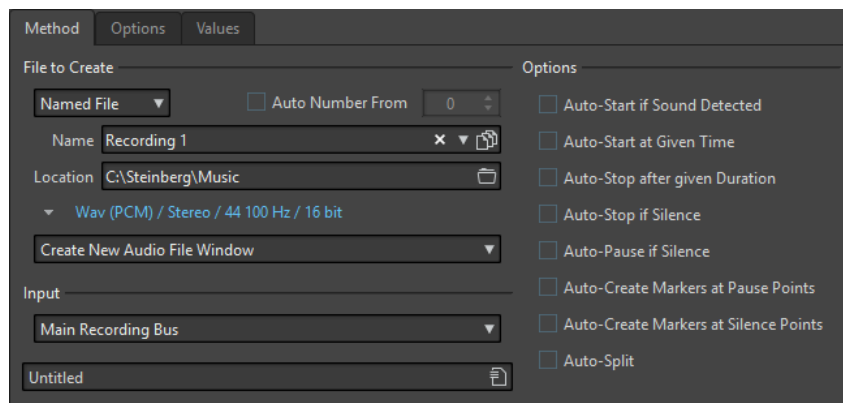 Method Options Values
File to Create
Named File Auto Number From 0
Name Recording 1
Location C:\Steinberg\Music
Wav (PCM) / Stereo / 44 100 Hz / 16 bit
Create New Audio File Window
Input
Main Recording Bus
Untitled
Options
Auto-Start if Sound Detected
Auto-Start at Given Time
Auto-Stop after given Duration
Auto-Stop if Silence
Auto-Pause if Silence
Auto-Create Markers at Pause Points
Auto-Create Markers at Silence Points
Auto-Split